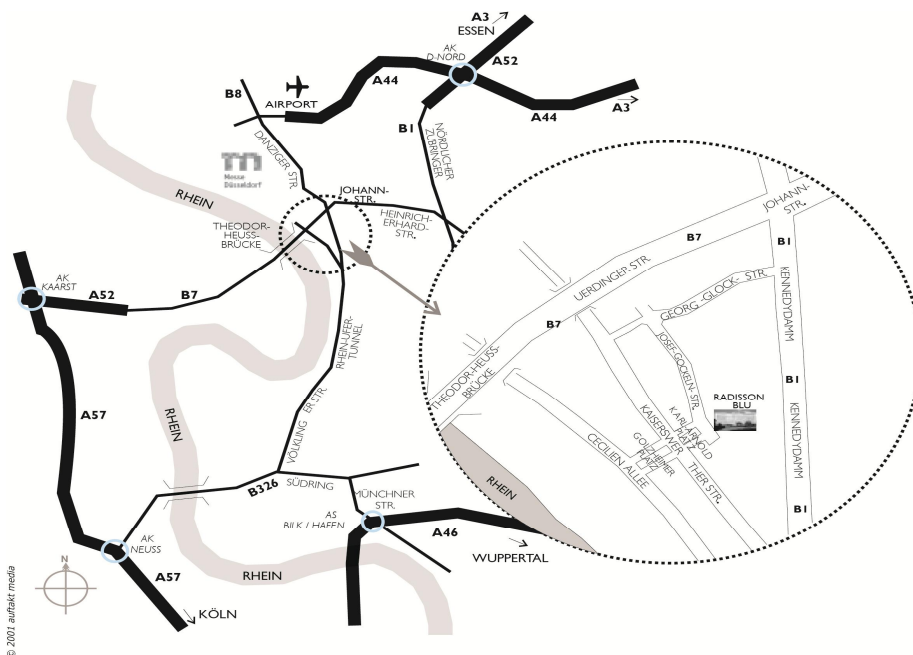 A3
ESSEN
AK
D-NORD
A52
A44
A44
A3
B8
AIRPORT
B1
NÖRDLICHER
ZUBRINGER
DANZIGER STR.
Messe
Düsseldorf
RHEIN
JOHANN-
STR.
THEODOR-
HEUSS-
BRÜCKE
HEINRICH-
ERHARD-
STR.
AK
KAARST
A52
B7
RHEIN-UFER-
TUNNEL
A57
RHEIN
VÖLKLING ER STR.
B326
SÜDRING
MÜNCHNER
STR.
AS
BILK / HAFEN
A46
WUPPERTAL
AK
NEUSS
A57
KÖLN
RHEIN
N
© 2001 auftakt media
JOHANN-
STR.
B7
B1
UERDINGER-STR.
B7
KENNEDYDAMM
GEORG -GLOCK- STR.
JOSEF-GOCKELN-STR.
THEODOR-HEUSS-
BRÜCKE
B1
RADISSON
BLU
KARL-ARNOLD
PLATZ
KAISERSWER
THER STR.
GOLZHEIMER
PLATZ
CECILIEN ALLEE
KENNEDYDAMM
RHEIN
B1